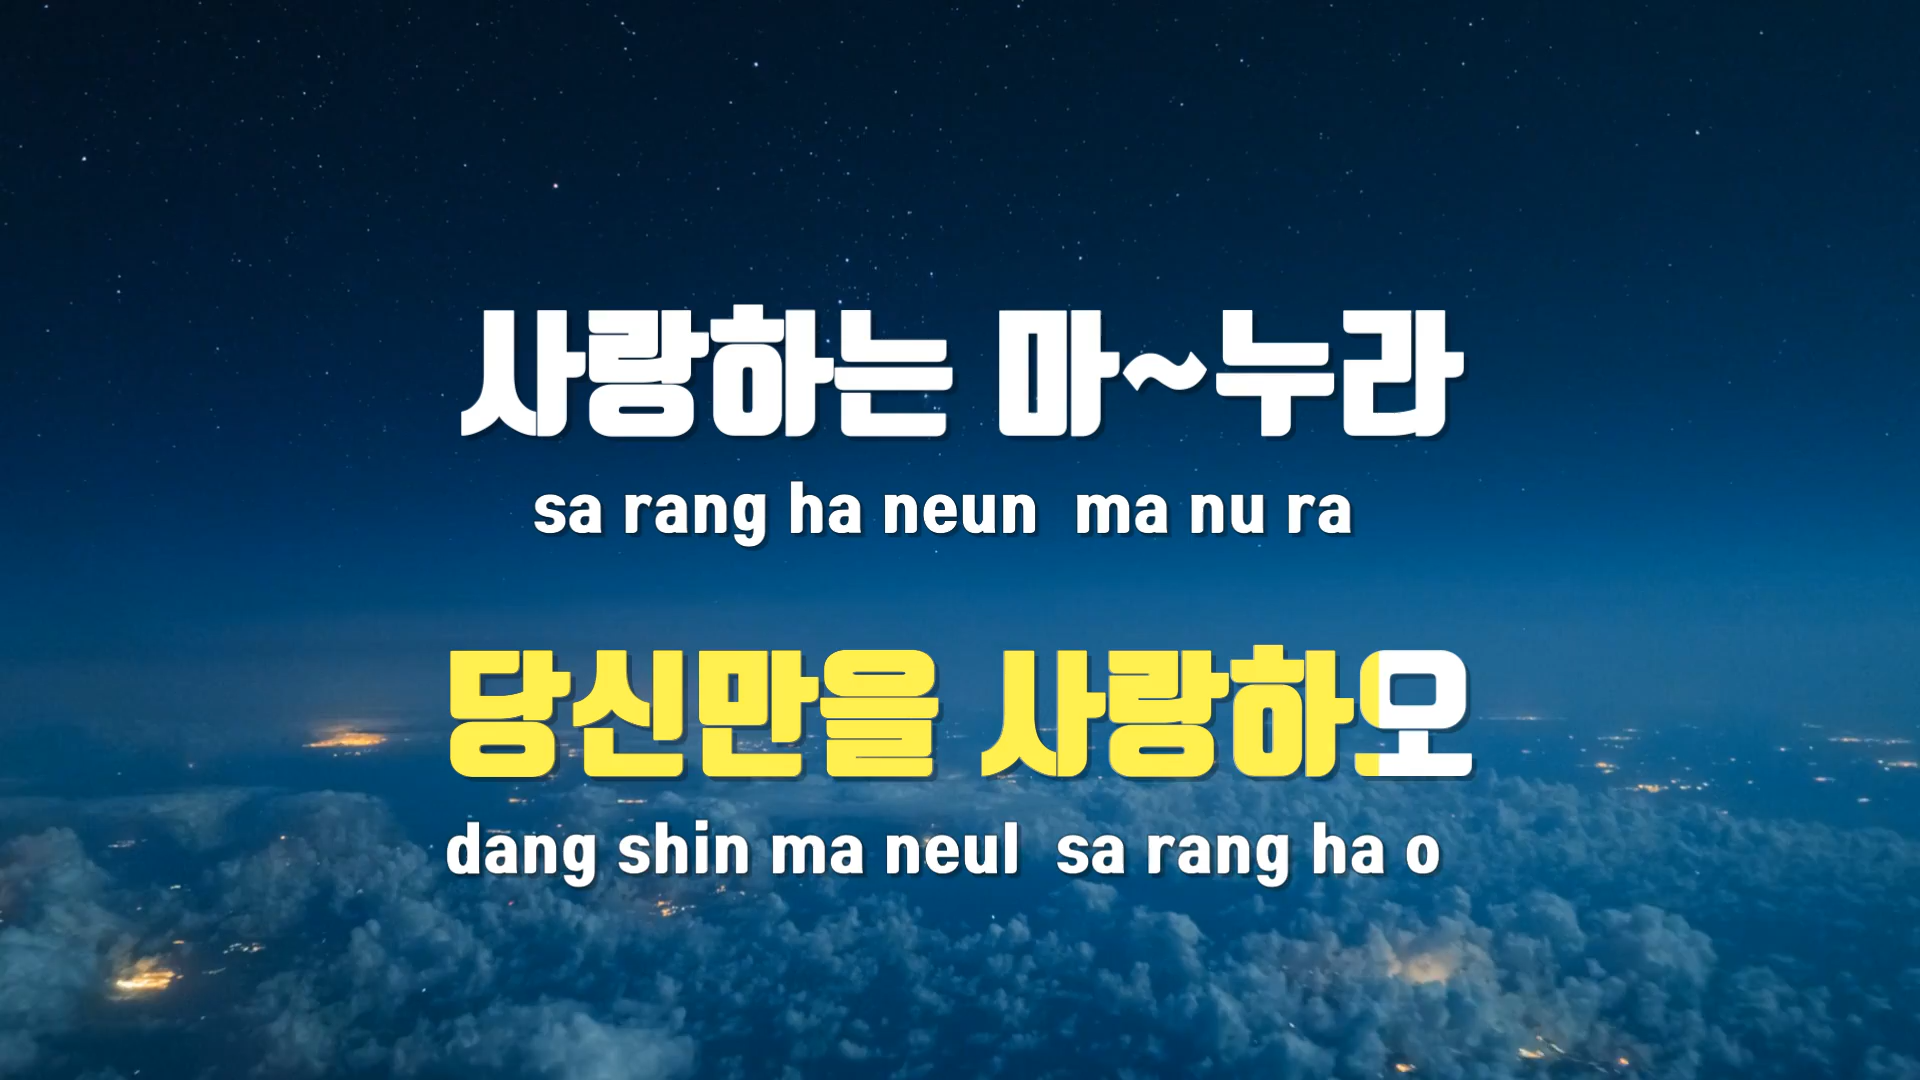 사랑하는 마~누라
sa rang ha neun ma nu ra
당신만을 사랑하오
dang shin ma neul sa rang ha o